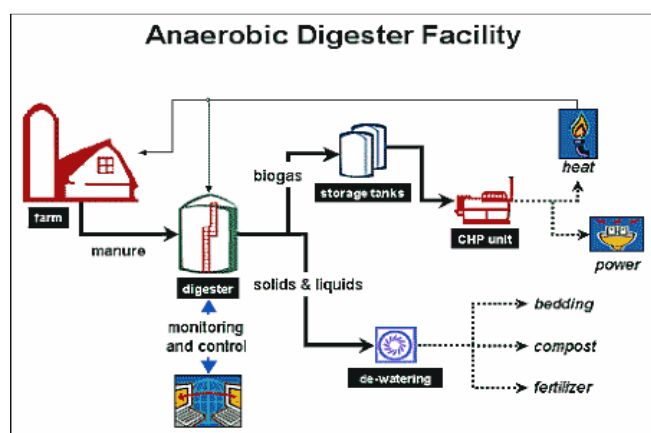 Anaerobic Digester Facility
heat
biogas
storage tanks
farm
CHP unit
manure
power
digester
solids & liquids
bedding
monitoring
and control
compost
de-watering
fertilizer